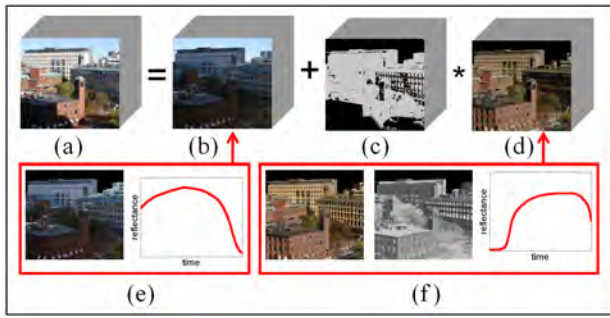 = + *
(a) (b) (c) (d)
reflectance
time
reflectance
time
(e) (f)